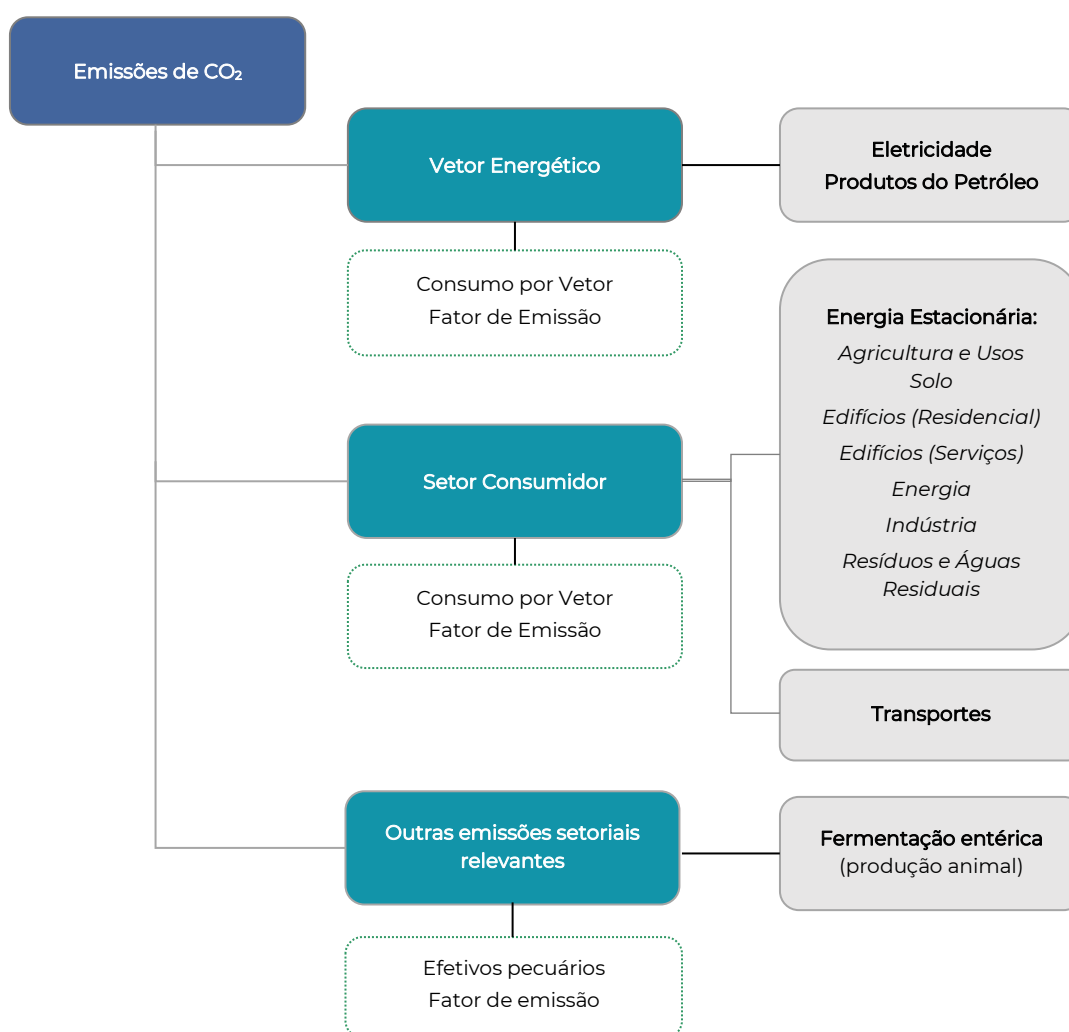 Emissões de CO₂
Vetor Energético
Eletricidade
Produtos do Petróleo
Consumo por Vetor
Fator de Emissão
Setor Consumidor
Energia Estacionária:
Agricultura e Usos
Solo
Edifícios (Residencial)
Edifícios (Serviços)
Energia
Indústria
Resíduos e Águas
Residuais
Consumo por Vetor
Fator de Emissão
Transportes
Outras emissões setoriais
relevantes
Fermentação entérica
(produção animal)
Efetivos pecuários
Fator de emissão